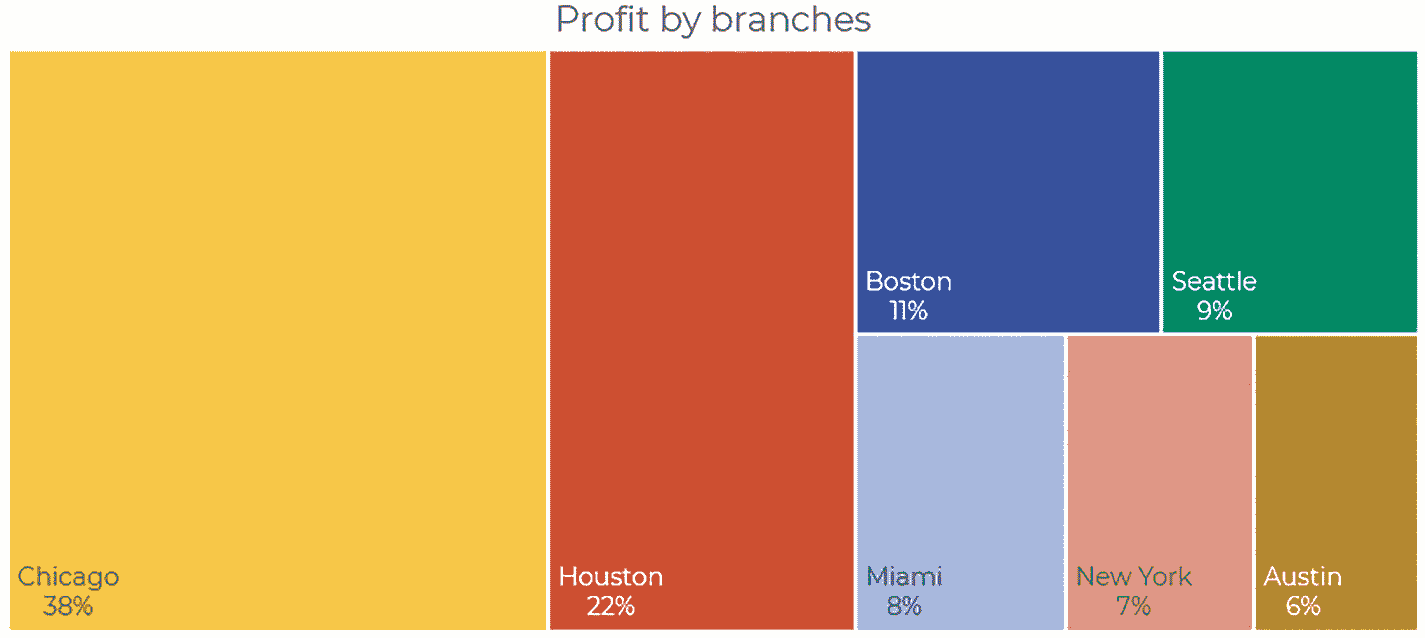 Profit by branches
Chicago
38%
Houston
22%
Boston
11%
Seattle
9%
Miami
8%
New York
7%
Austin
6%